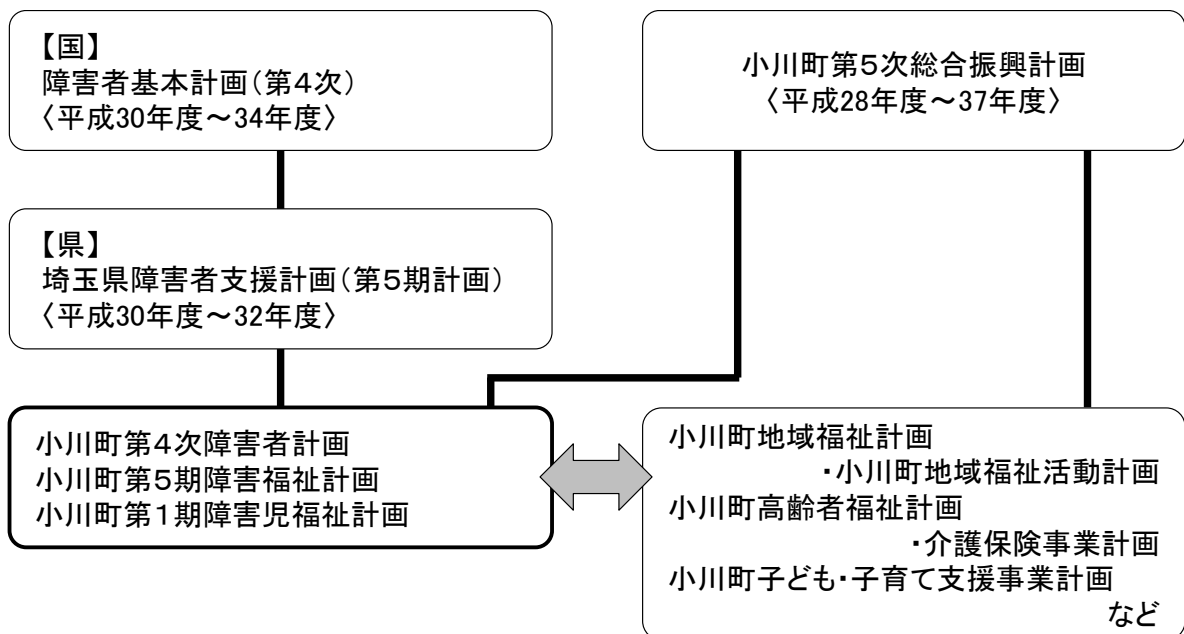 【国】
障害者基本計画（第４次）
〈平成30年度～34年度〉
小川町第５次総合振興計画
〈平成28年度～37年度〉
【県】
埼玉県障害者支援計画（第５期計画）
〈平成30年度～32年度〉
小川町第４次障害者計画
小川町第５期障害福祉計画
小川町第１期障害児福祉計画
小川町地域福祉計画
・小川町地域福祉活動計画
小川町高齢者福祉計画
・介護保険事業計画
小川町子ども・子育て支援事業計画
など